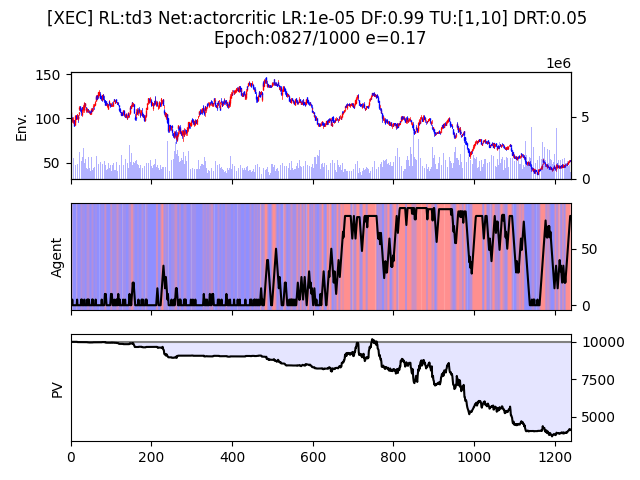 [XEC] RL:td3 Net:actorcritic LR:1e-05 DF:0.99 TU:[1,10] DRT:0.05
Epoch:0827/1000 e=0.17
1e6
150
100
50
Env.
5
0
Agent
50
0
PV
10000
7500
5000
0
200
400
600
800
1000
1200